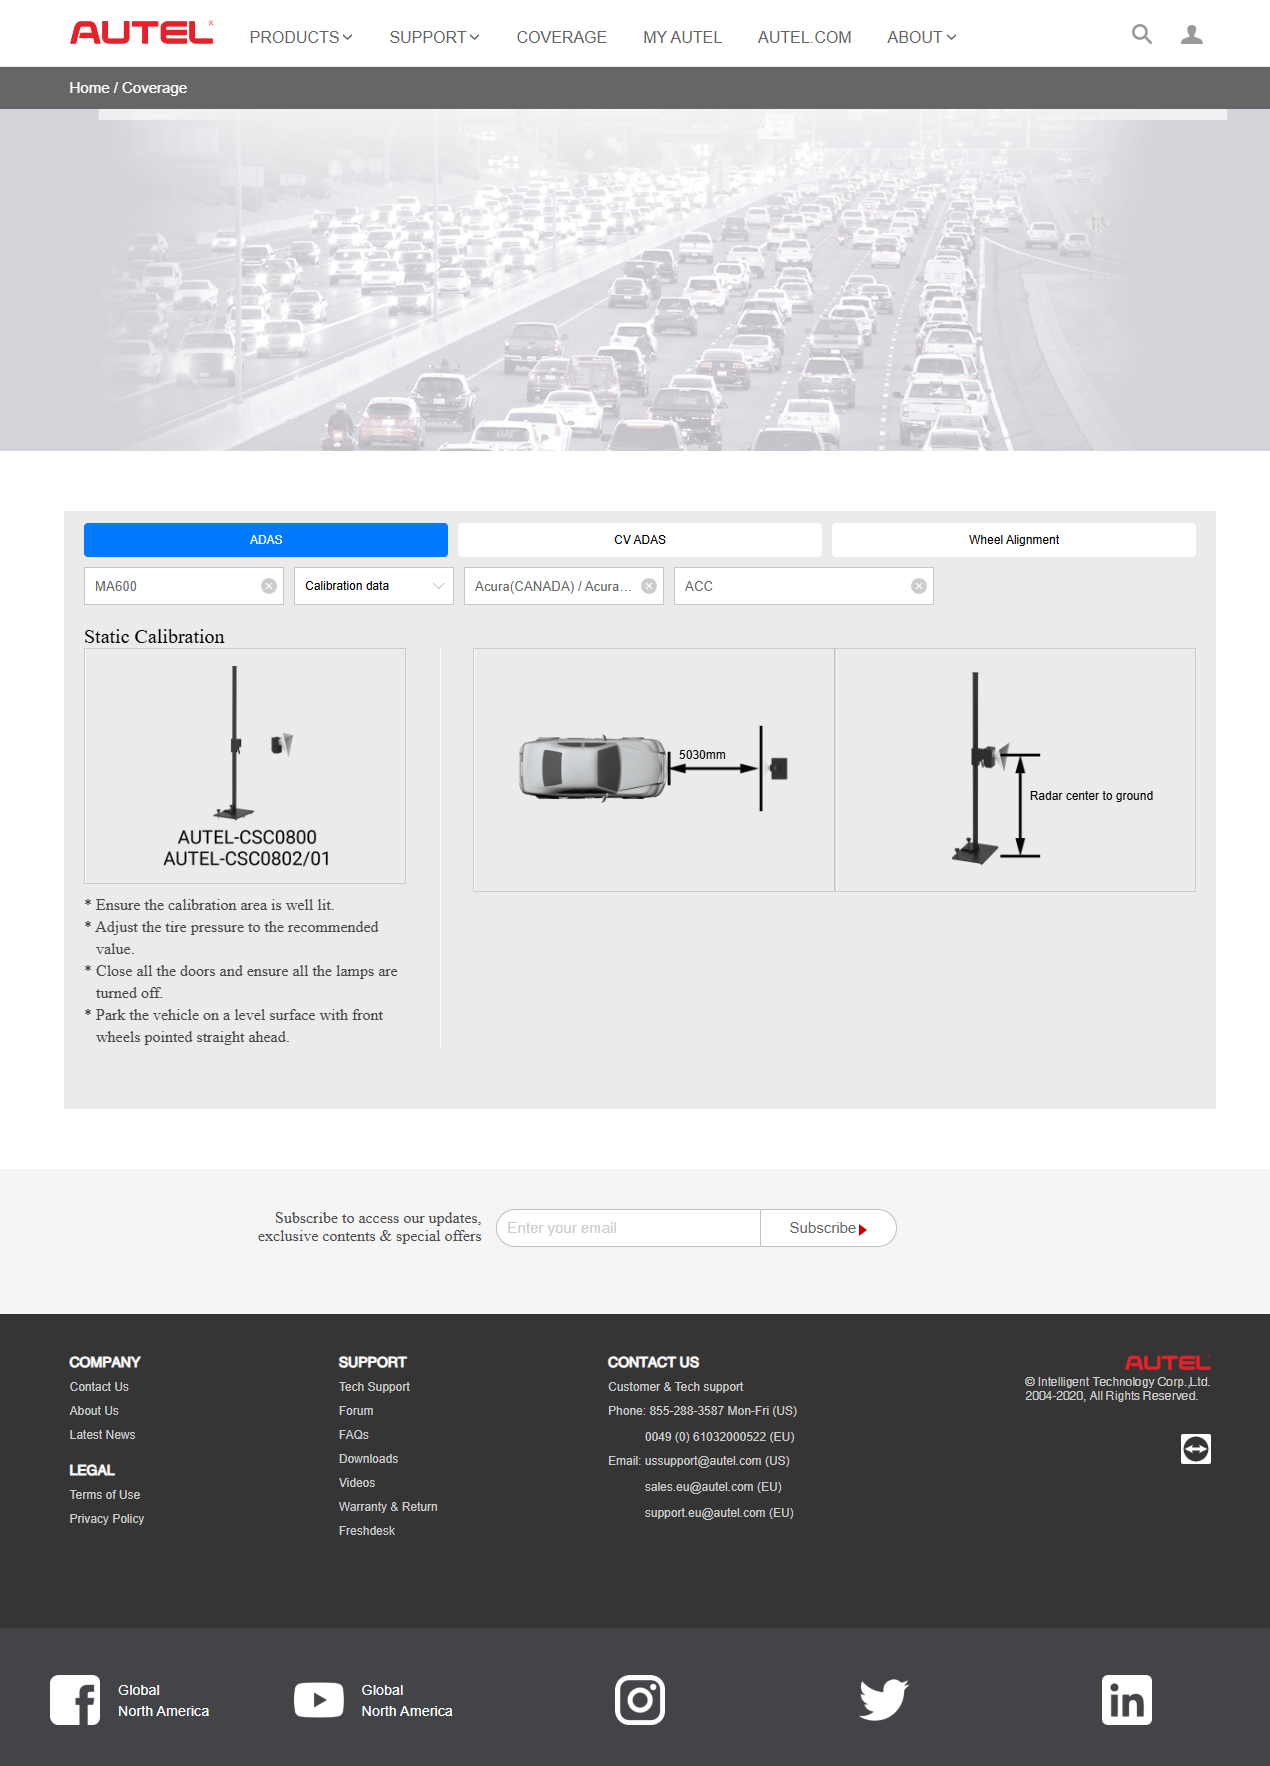 AUTEL
PRODUCTS
SUPPORT
COVERAGE
MY AUTEL
AUTEL.COM
ABOUT
Home / Coverage
ADAS
CV ADAS
Wheel Alignment
MA600
Calibration data
Acura(CANADA) / Acura...
ACC
Static Calibration
AUTEL-CSC0800
AUTEL-CSC0802/01
5030mm
Radar center to ground
* Ensure the calibration area is well lit.
* Adjust the tire pressure to the recommended
value.
* Close all the doors and ensure all the lamps are
turned off.
* Park the vehicle on a level surface with front
wheels pointed straight ahead.
Subscribe to access our updates,
exclusive contents & special offers
Enter your email
Subscribe
COMPANY
Contact Us
About Us
Latest News
LEGAL
Terms of Use
Privacy Policy
SUPPORT
Tech Support
Forum
FAQs
Downloads
Videos
Warranty & Return
Freshdesk
CONTACT US
Customer & Tech support
Phone: 855-288-3587 Mon-Fri (US)
0049 (0) 61032000522 (EU)
Email: ussupport@autel.com (US)
sales.eu@autel.com (EU)
support.eu@autel.com (EU)
AUTEL
© Intelligent Technology Corp.,Ltd.
2004-2020, All Rights Reserved.
Global
North America
Global
North America